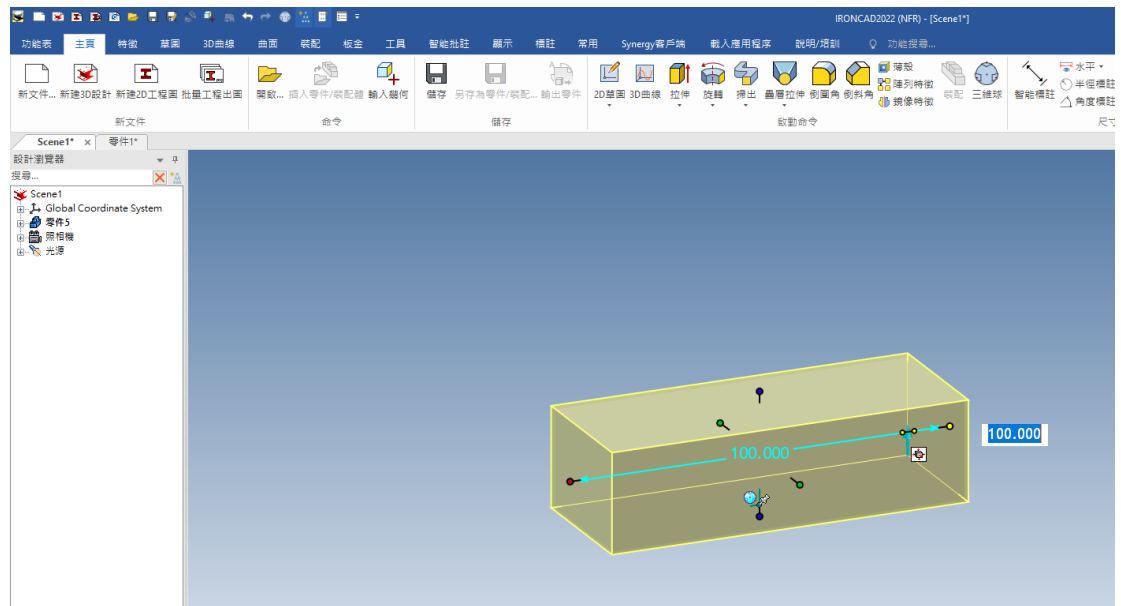 IRONCAD2022 (NFR) - [Scene1*]
功能表 主頁 特徵 草圖 3D曲線 曲面 裝配 板金 工具 智能批註 顯示 標註 常用 Synergy客戶端 載入應用程序 說明/培訓 功能搜尋...
新文件... 新建3D設計 新建2D工程圖 批量工程出圖 開啟... 插入零件/裝配體 輸入幾何 儲存 另存為零件/裝配... 輸出零件 2D草圖 3D曲線 拉伸 旋轉 掃出 疊層拉伸 倒圓角 倒斜角
薄殼
陣列特徵
鏡像特徵
裝配 三維球 智能標註
水平
半徑標註
角度標註
新文件 命令 儲存 啟動命令 尺寸
Scene1* × 零件1*
設計瀏覽器
搜尋...
Scene1
Global Coordinate System
零件5
照相機
光源
100.000
100.000